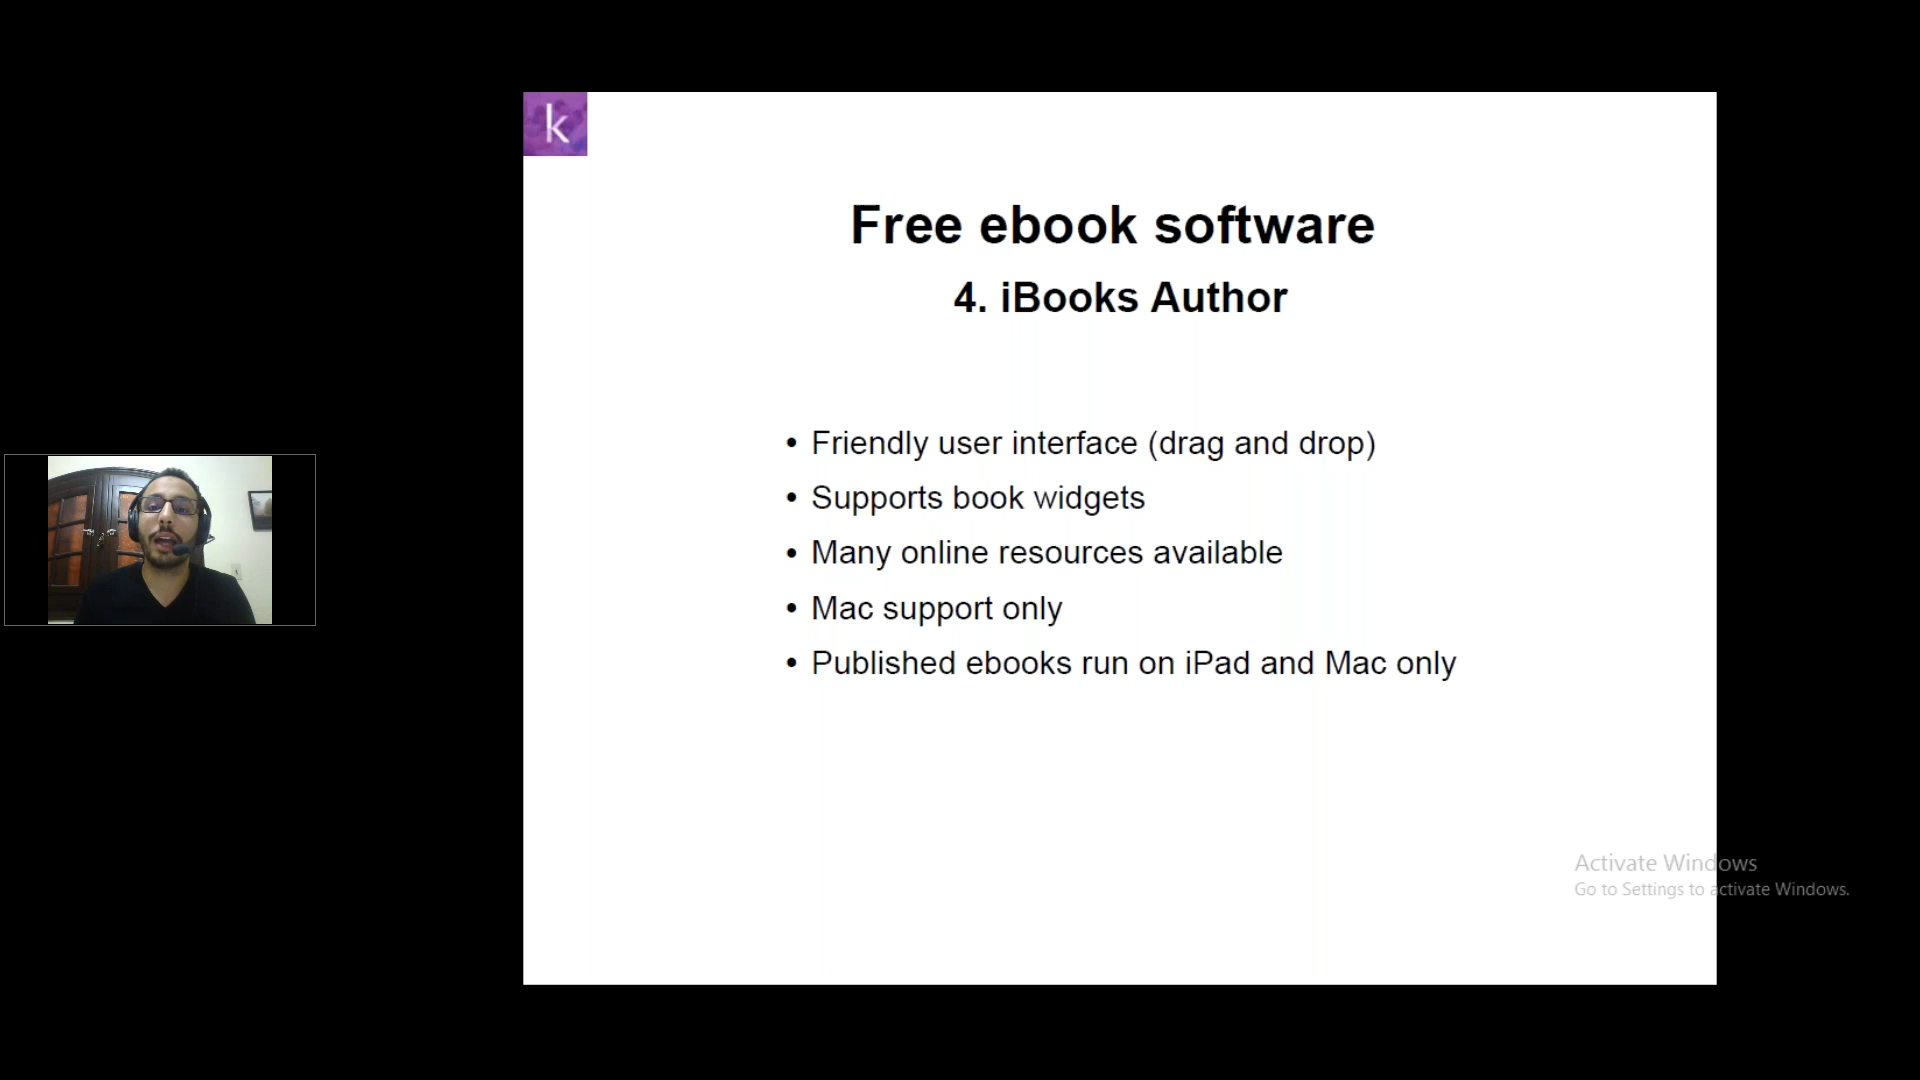 k
Free ebook software
4. iBooks Author
• Friendly user interface (drag and drop)
• Supports book widgets
• Many online resources available
• Mac support only
• Published ebooks run on iPad and Mac only
Activate Windows
Go to Settings to activate Windows.